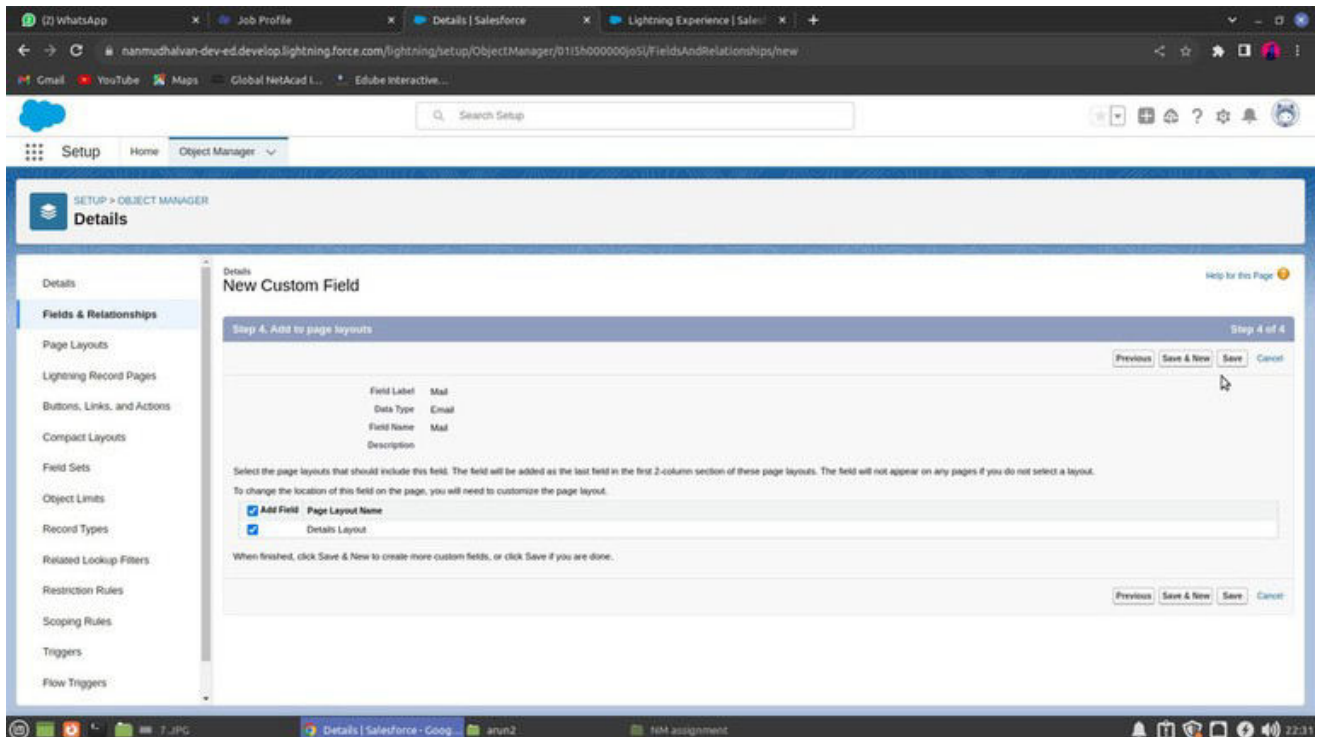 (2) WhatsApp
Job Profile
Details | Salesforce
Lightning Experience | Sales
nanmudhalvan-dev-ed.develop.lightning.force.com/lightning/setup/ObjectManager/
/FieldsAndRelationships/new
Gmail
YouTube
Maps
Global NetAcad I...
Edube Interactive...
Search Setup
Setup
Home
Object Manager
SETUP > OBJECT MANAGER
Details
Details
Fields & Relationships
Page Layouts
Lightning Record Pages
Buttons, Links, and Actions
Compact Layouts
Field Sets
Object Limits
Record Types
Related Lookup Filters
Restriction Rules
Scoping Rules
Triggers
Flow Triggers
Details
New Custom Field
Help for this Page
Step 4. Add to page layouts
Step 4 of 4
Previous Save & New Save Cancel
Field Label Mail
Data Type Email
Field Name Mail
Description
Select the page layouts that should include this field. The field will be added as the last field in the first 2-column section of these page layouts. The field will not appear on any pages if you do not select a layout.
To change the location of this field on the page, you will need to customize the page layout.
Add Field Page Layout Name
Details Layout
When finished, click Save & New to create more custom fields, or click Save if you are done.
Previous Save & New Save Cancel
7.JPG
Details | Salesforce - Goog...
arun2
NM assignment
22:31